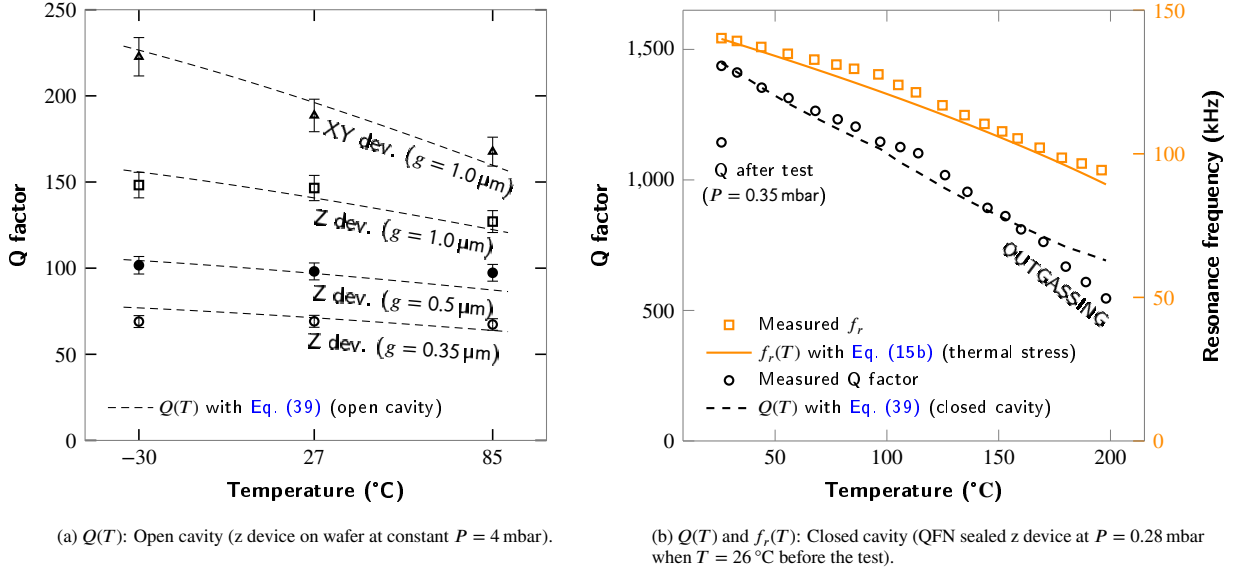 250
200
150
100
50
0
−30
27
85
Q factor
Temperature (°C)
XY dev. (g = 1.0 µm)
Z dev. (g = 1.0 µm)
Z dev. (g = 0.5 µm)
Z dev. (g = 0.35 µm)
Q(T) with Eq. (39) (open cavity)
(a) Q(T): Open cavity (z device on wafer at constant P = 4 mbar).
1,500
1,000
500
0
50
100
150
200
Q factor
Temperature (°C)
150
100
50
0
Resonance frequency (kHz)
Q after test
(P = 0.35 mbar)
OUTGASSING
Measured fr
fr(T) with Eq. (15b) (thermal stress)
Measured Q factor
Q(T) with Eq. (39) (closed cavity)
(b) Q(T) and fr(T): Closed cavity (QFN sealed z device at P = 0.28 mbar
when T = 26 °C before the test).